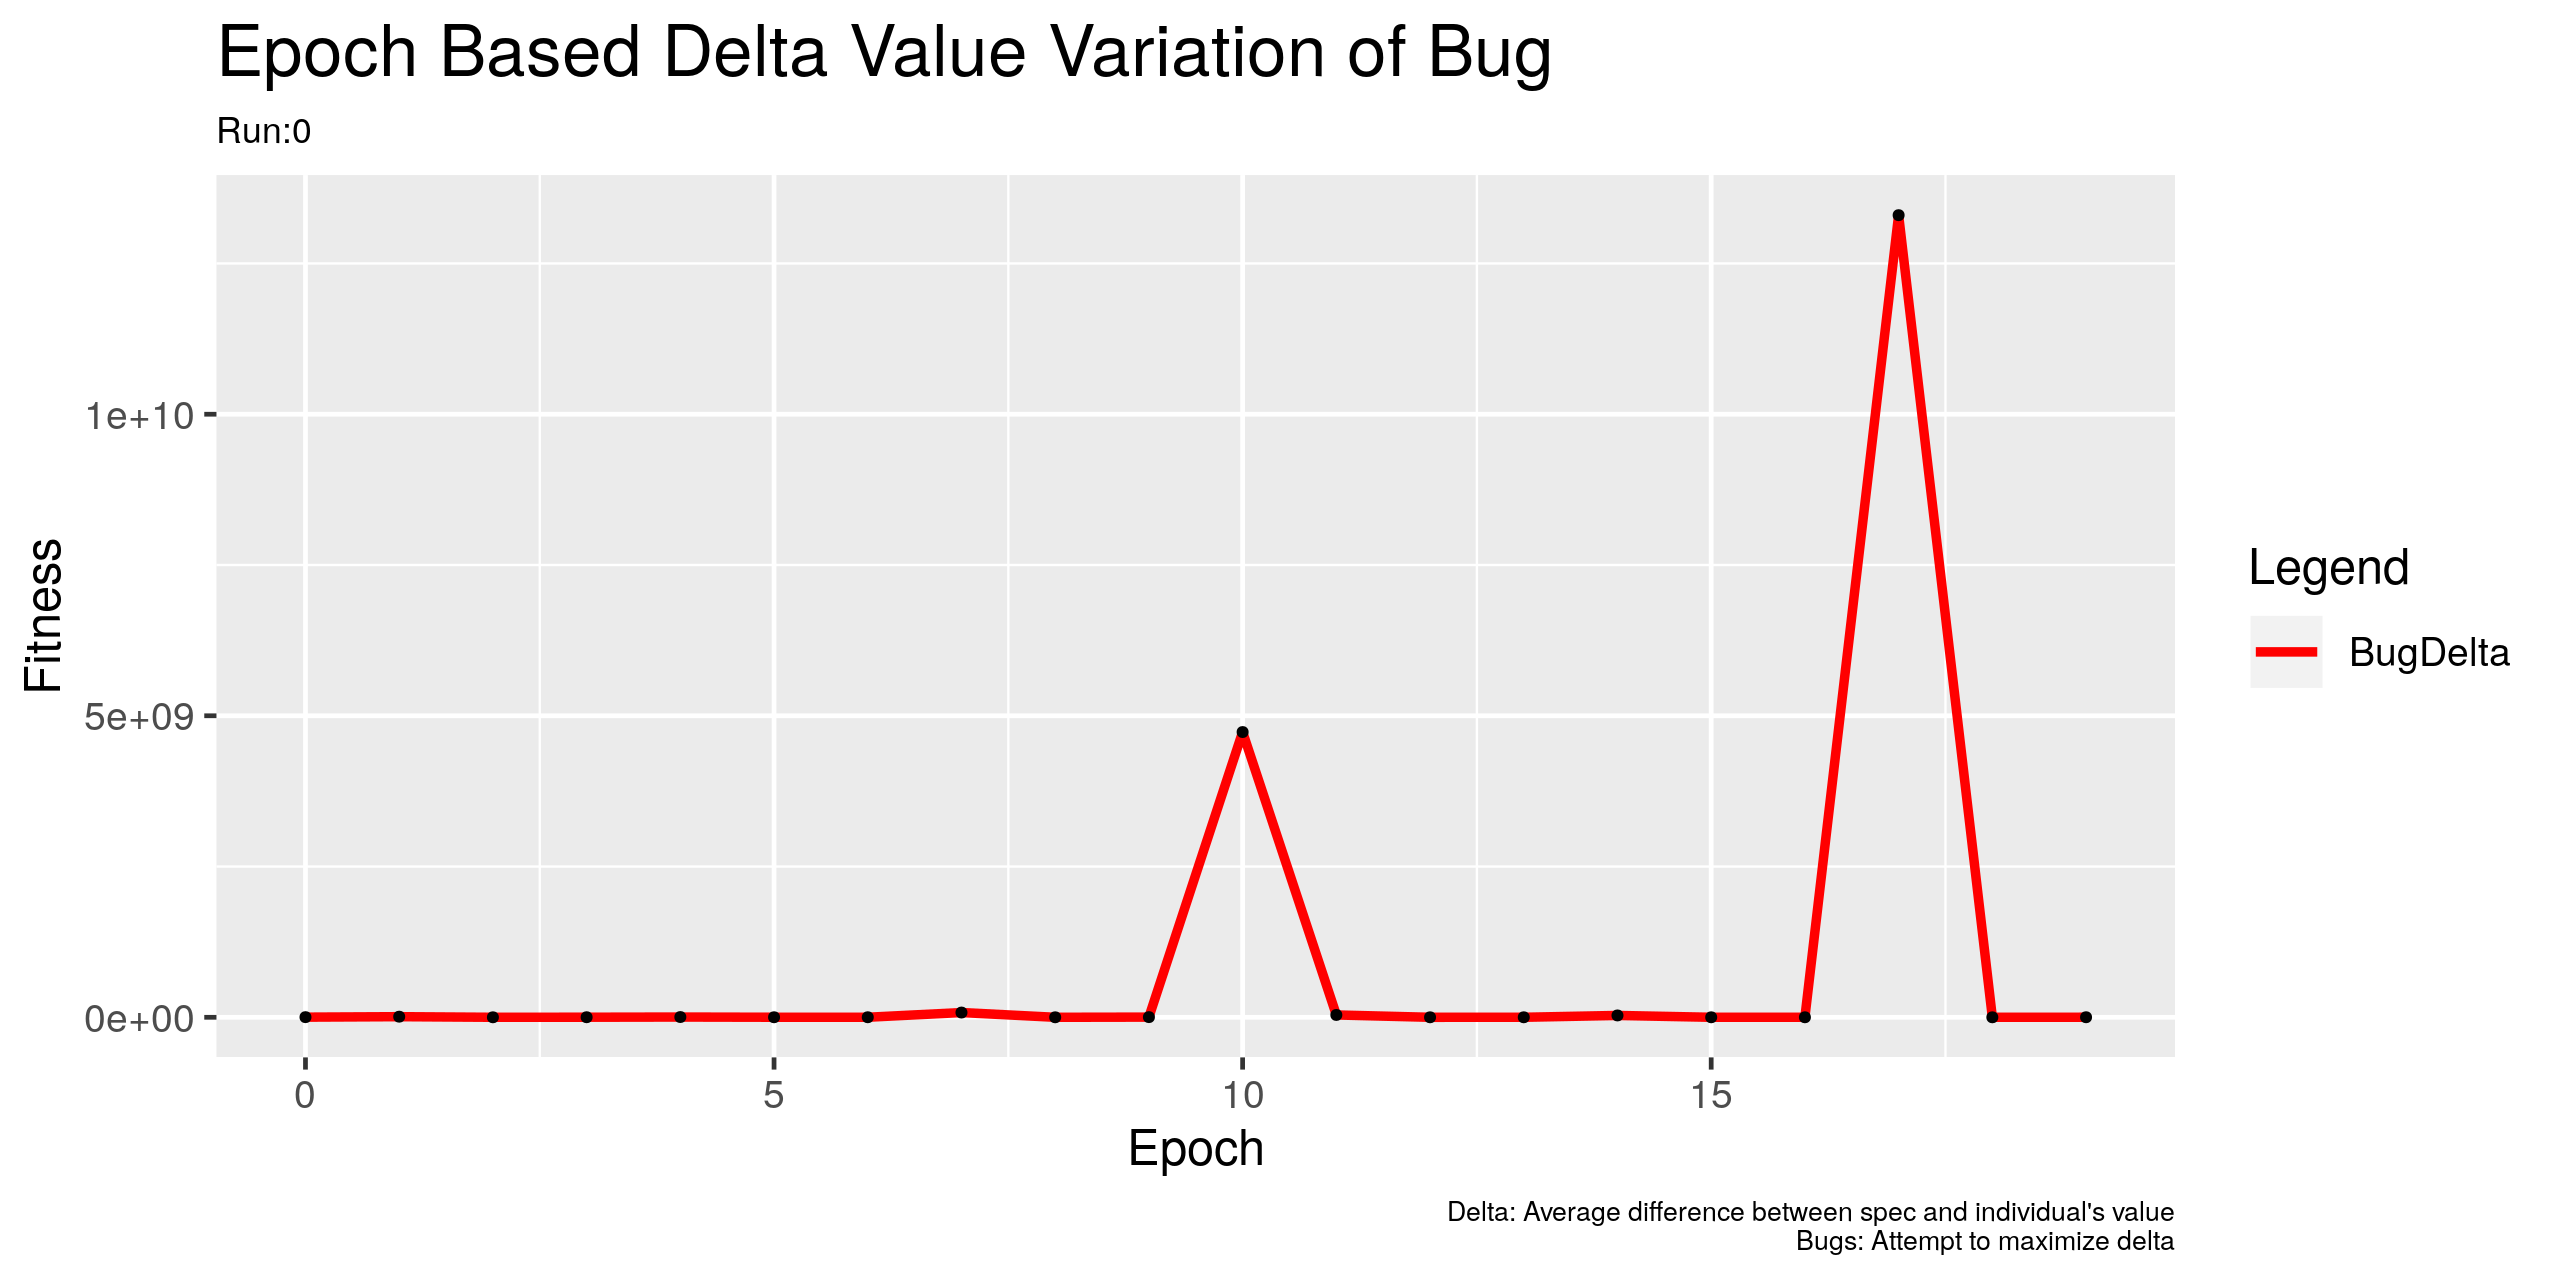 Epoch Based Delta Value Variation of Bug
Run:0
Fitness
1e+10
5e+09
0e+00
0
5
10
15
Epoch
Legend
BugDelta
Delta: Average difference between spec and individual's value
Bugs: Attempt to maximize delta